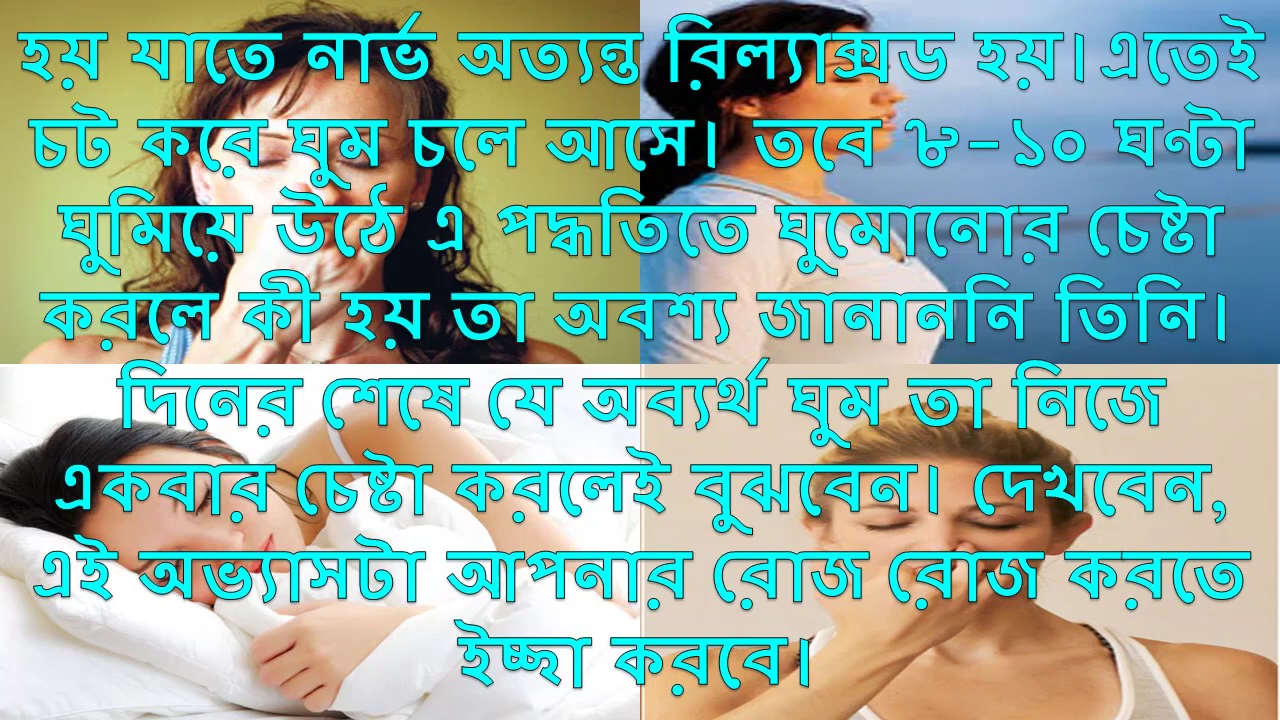 হয় যাতে নার্ভ অত্যন্ত রিল্যাক্সড হয়। এতেই
চট করে ঘুম চলে আসে। তবে ৮-১০ ঘণ্টা
ঘুমিয়ে উঠে এ পদ্ধতিতে ঘুমোনোর চেষ্টা
করলে কী হয় তা অবশ্য জানাননি তিনি।
দিনের শেষে যে অব্যর্থ ঘুম তা নিজে
একবার চেষ্টা করলেই বুঝবেন। দেখবেন,
এই অভ্যাসটা আপনার রোজ রোজ করতে
ইচ্ছা করবে।